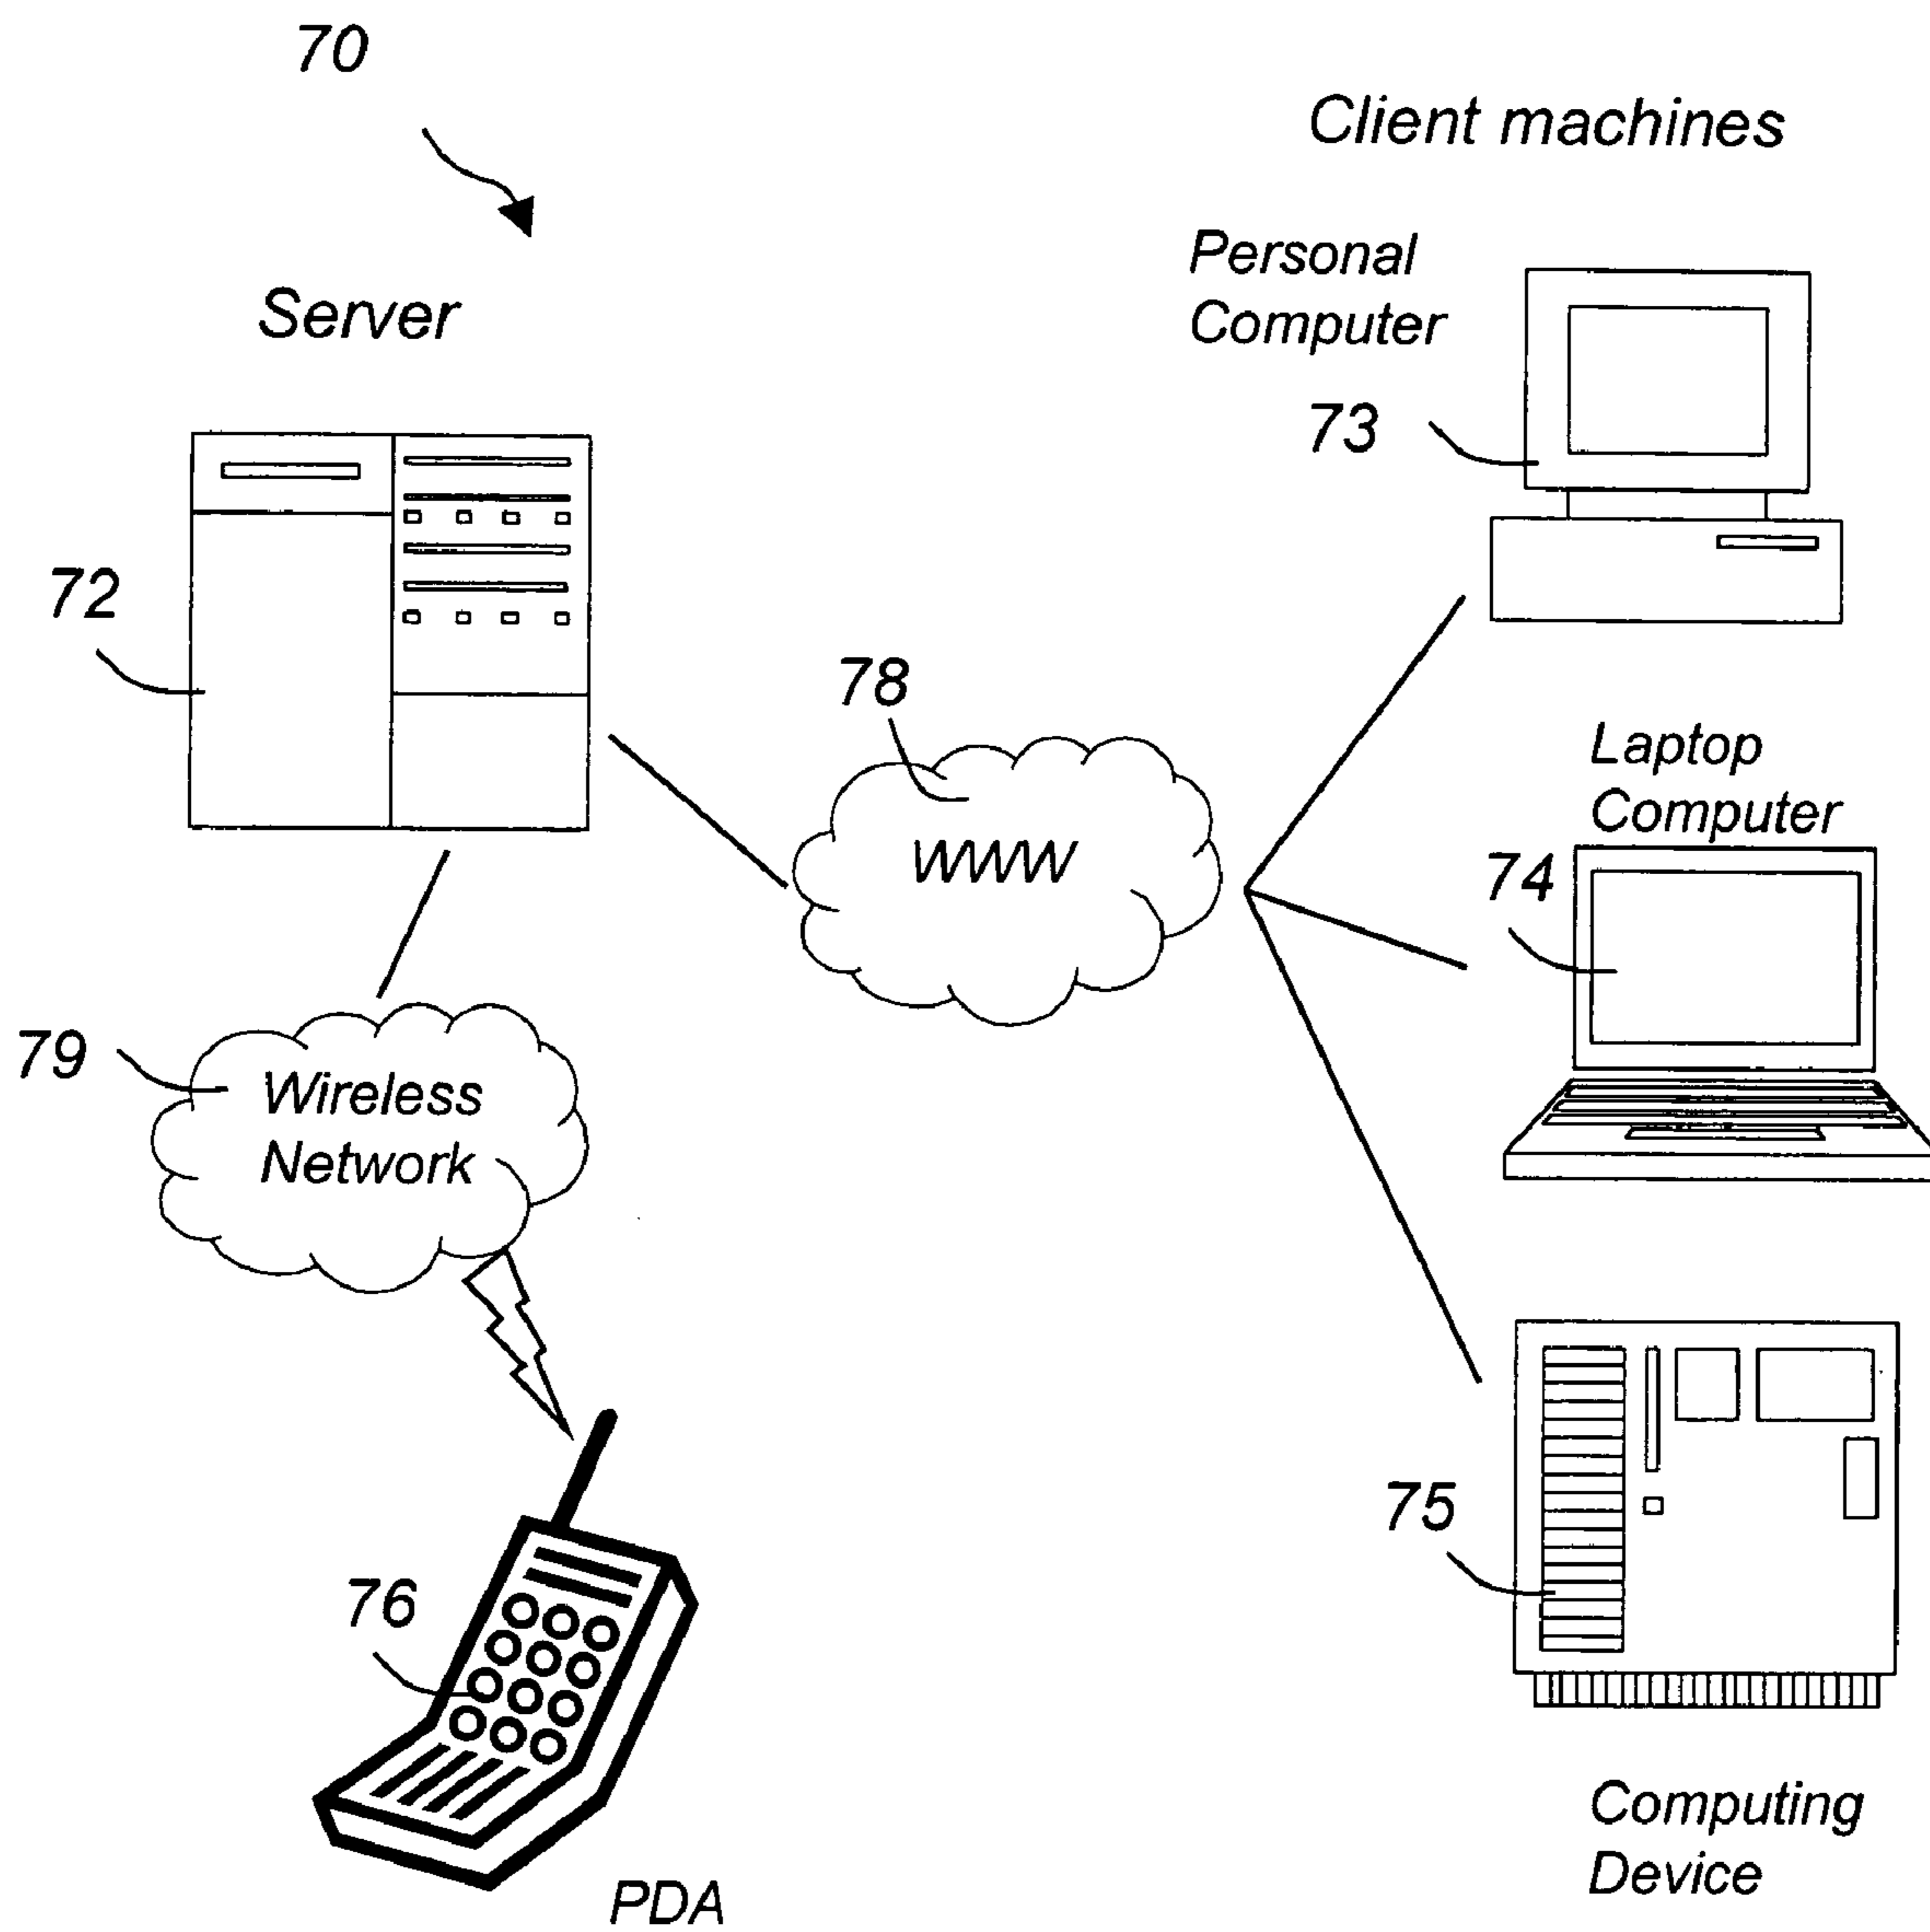 70
Client machines
Personal
Computer
73
Server
72
78
WWW
Laptop
Computer
74
79
Wireless
Network
75
76
Computing
Device
PDA